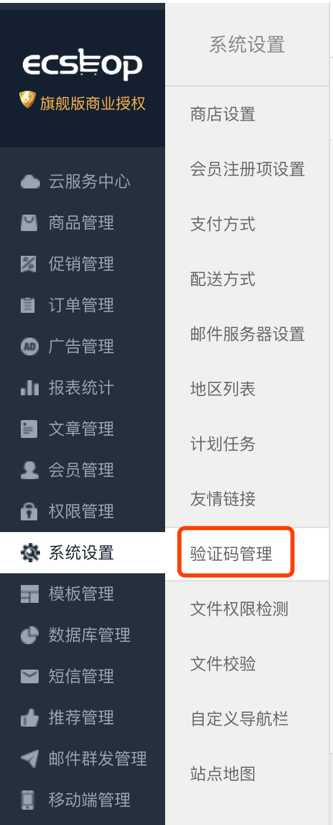 ecshop
旗舰版商业授权
云服务中心
商品管理
促销管理
订单管理
AD
广告管理
报表统计
文章管理
会员管理
权限管理
系统设置
模板管理
数据库管理
短信管理
推荐管理
邮件群发管理
移动端管理
系统设置
商店设置
会员注册项设置
支付方式
配送方式
邮件服务器设置
地区列表
计划任务
友情链接
验证码管理
文件权限检测
文件校验
自定义导航栏
站点地图